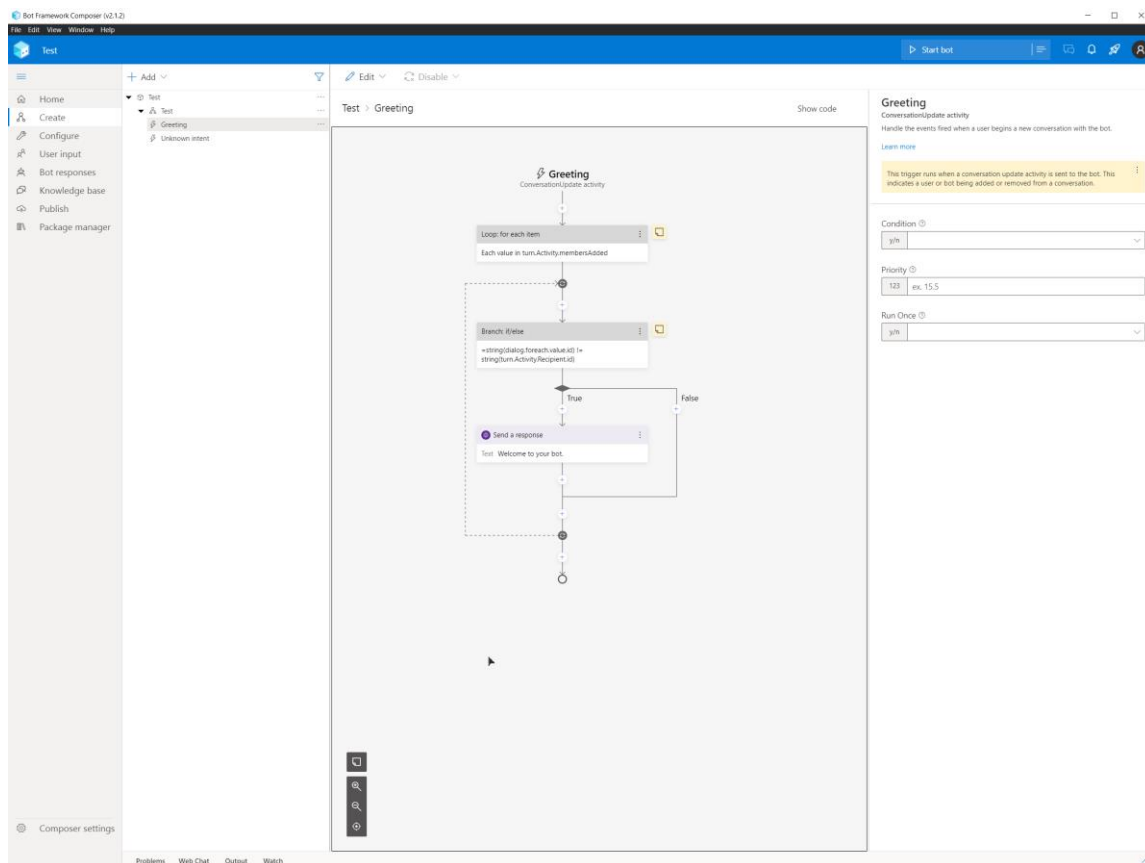 Bot Framework Composer (v2.1.2)
File Edit View Window Help
Test
Start bot
Home
Create
Configure
User input
Bot responses
Knowledge base
Publish
Package manager
Composer settings
Add
Test
Test
Greeting
Unknown intent
Edit
Disable
Test > Greeting
Show code
Greeting
ConversationUpdate activity
Loop: for each item
Each value in turn.Activity.membersAdded
Branch: if/else
=string(dialog.foreach.value.id) !=
string(turn.Activity.Recipient.id)
True
False
Send a response
Text Welcome to your bot.
Greeting
ConversationUpdate activity
Handle the events fired when a user begins a new conversation with the bot.
Learn more
This trigger runs when a conversation update activity is sent to the bot. This
indicates a user or bot being added or removed from a conversation.
Condition
y/n
Priority
123 ex. 15.5
Run Once
y/n
Problems Web Chat Output Watch